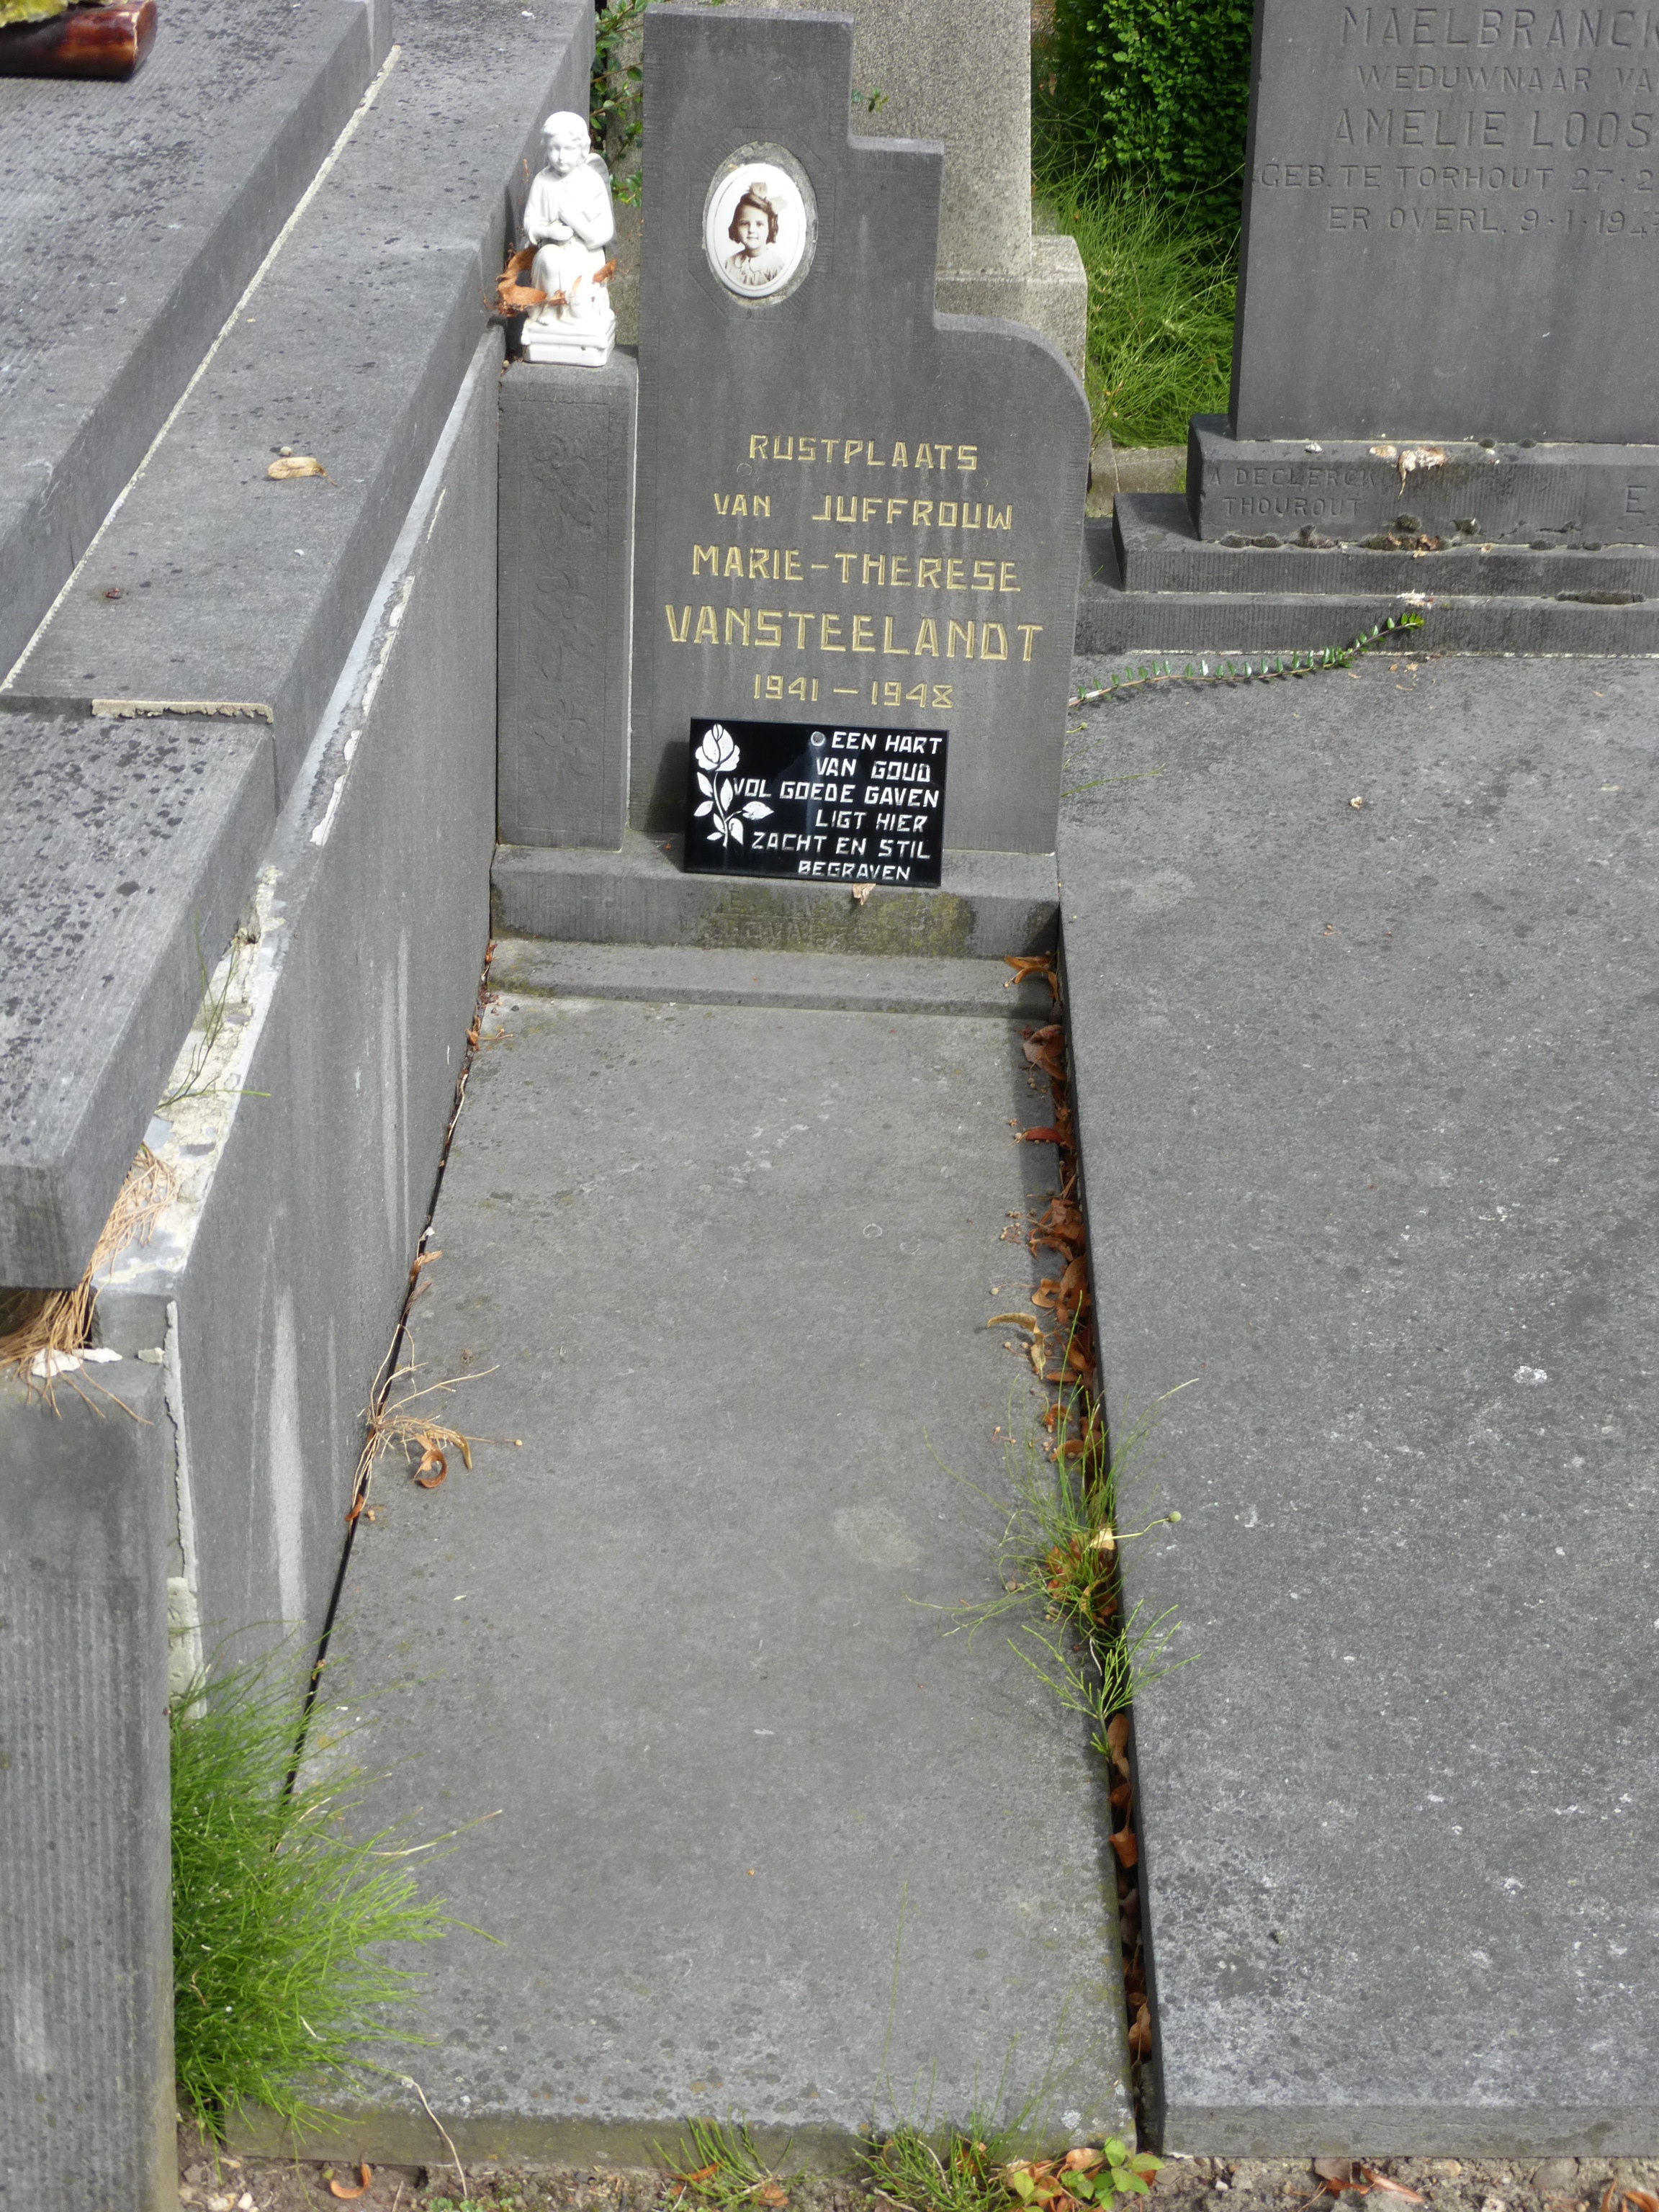 RUSTPLAATS
VAN JUFFROUW
MARIE-THERESE
VANSTEELANDT
1941 – 1948
EEN HART
VAN GOUD
VOL GOEDE GAVEN
LIGT HIER
ZACHT EN STIL
BEGRAVEN
MAELBRANCK
WEDUWNAAR VA
AMELIE LOOS
GEB. TE TORHOUT 27·2
ER OVERL. 9·1·194
A DECLERCK
THOUROUT
E